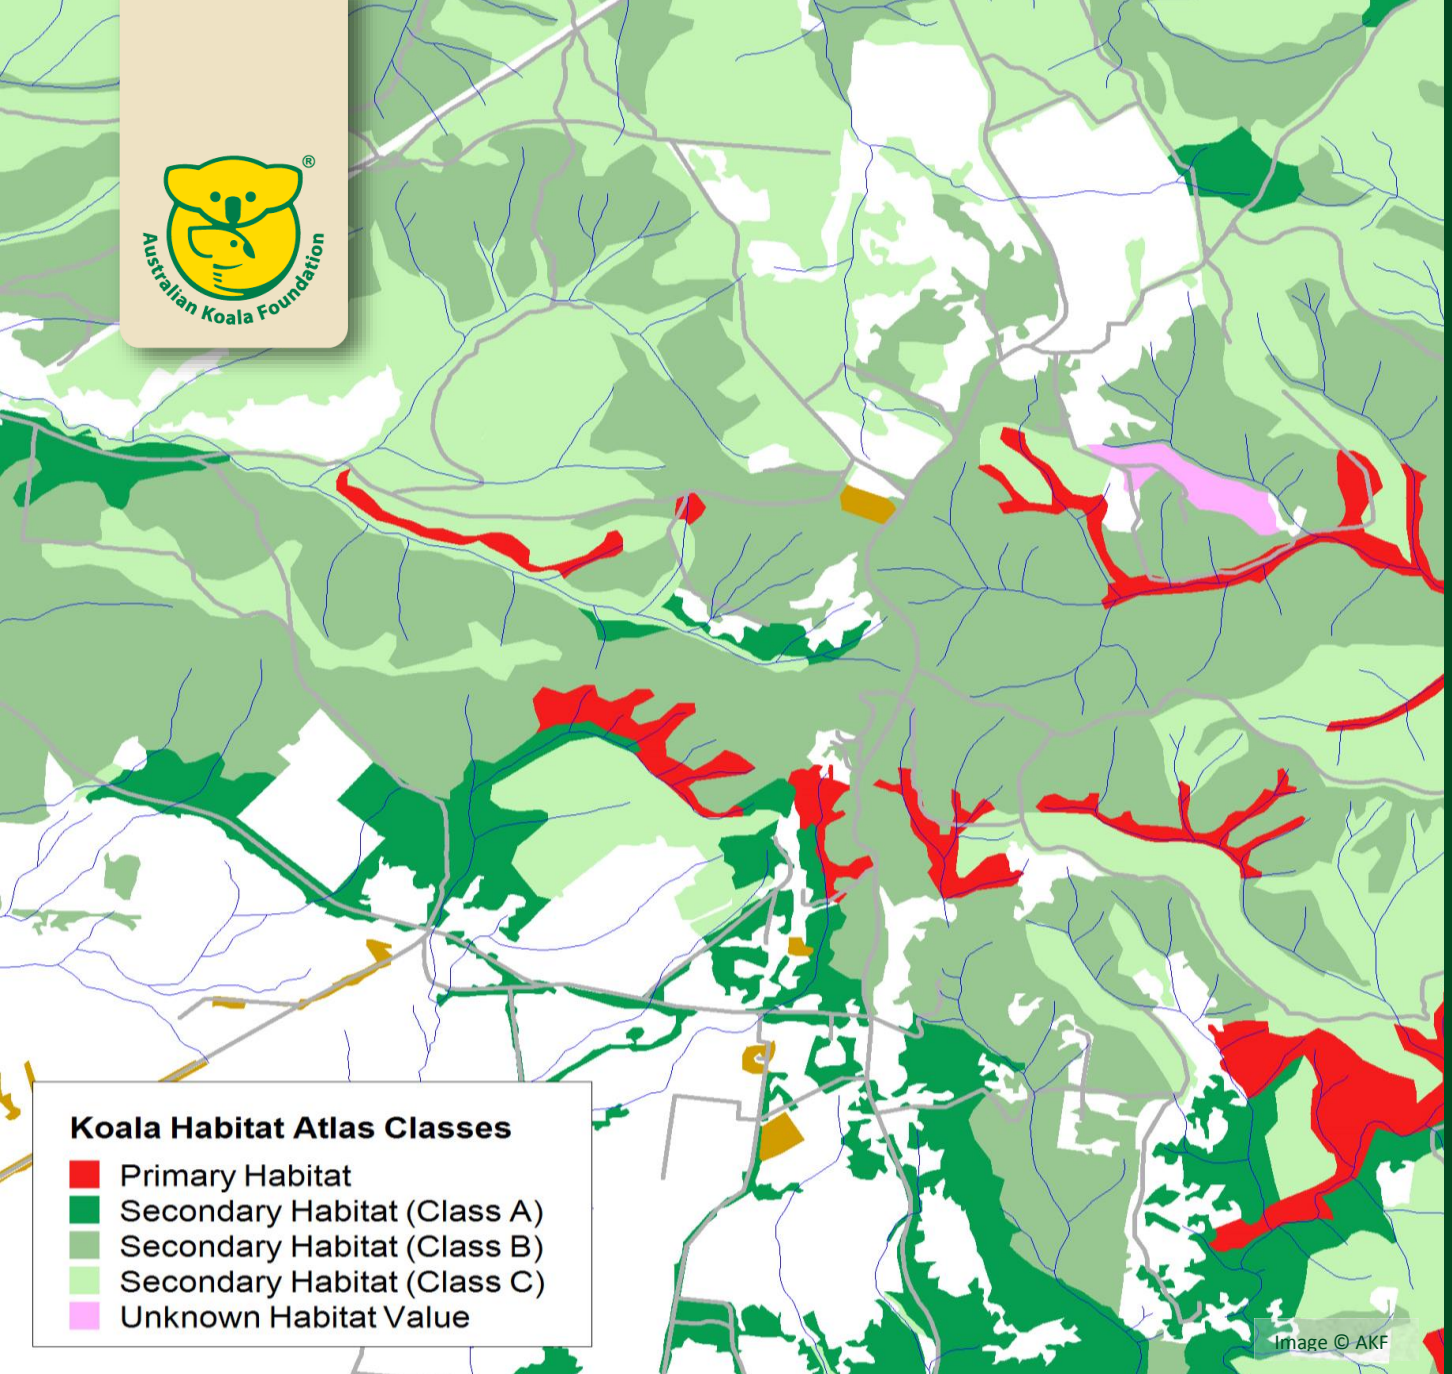 ®
Australian Koala Foundation
Koala Habitat Atlas Classes
Primary Habitat
Secondary Habitat (Class A)
Secondary Habitat (Class B)
Secondary Habitat (Class C)
Unknown Habitat Value
Image © AKF